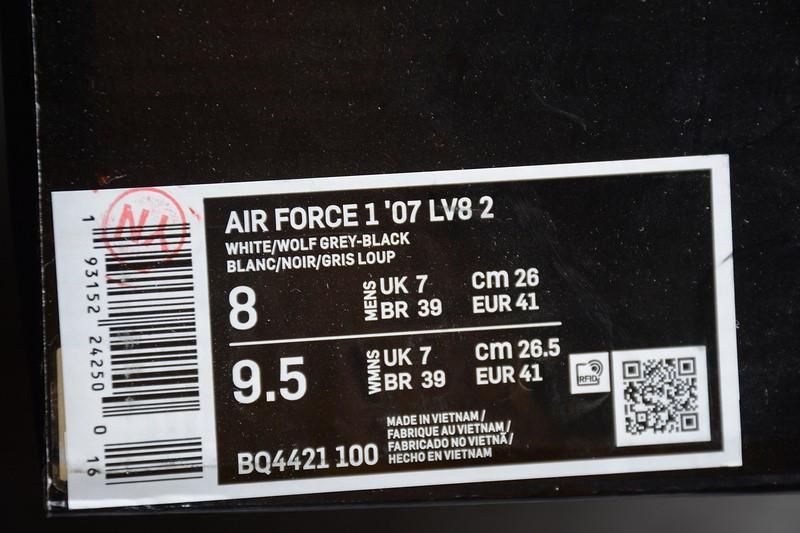 AIR FORCE 1 '07 LV8 2
WHITE/WOLF GREY-BLACK
BLANC/NOIR/GRIS LOUP
8 MENS UK 7 cm 26
BR 39 EUR 41
9.5 WMNS UK 7 cm 26.5
BR 39 EUR 41
RFID
BQ4421 100
MADE IN VIETNAM /
FABRIQUE AU VIETNAM /
FABRICADO NO VIETNÃ /
HECHO EN VIETNAM
1 93152 24250 0 16
VN